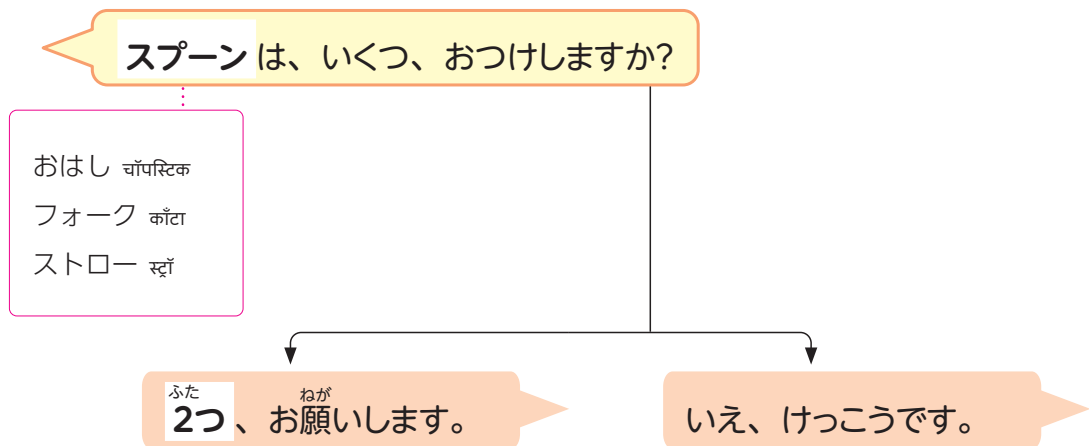 スプーンは、いくつ、おつけしますか?
おはし चॉपस्टिक
フォーク काँटा
ストロー स्ट्रॉ
ふた ねが
2つ、お願いします。
いえ、けっこうです。